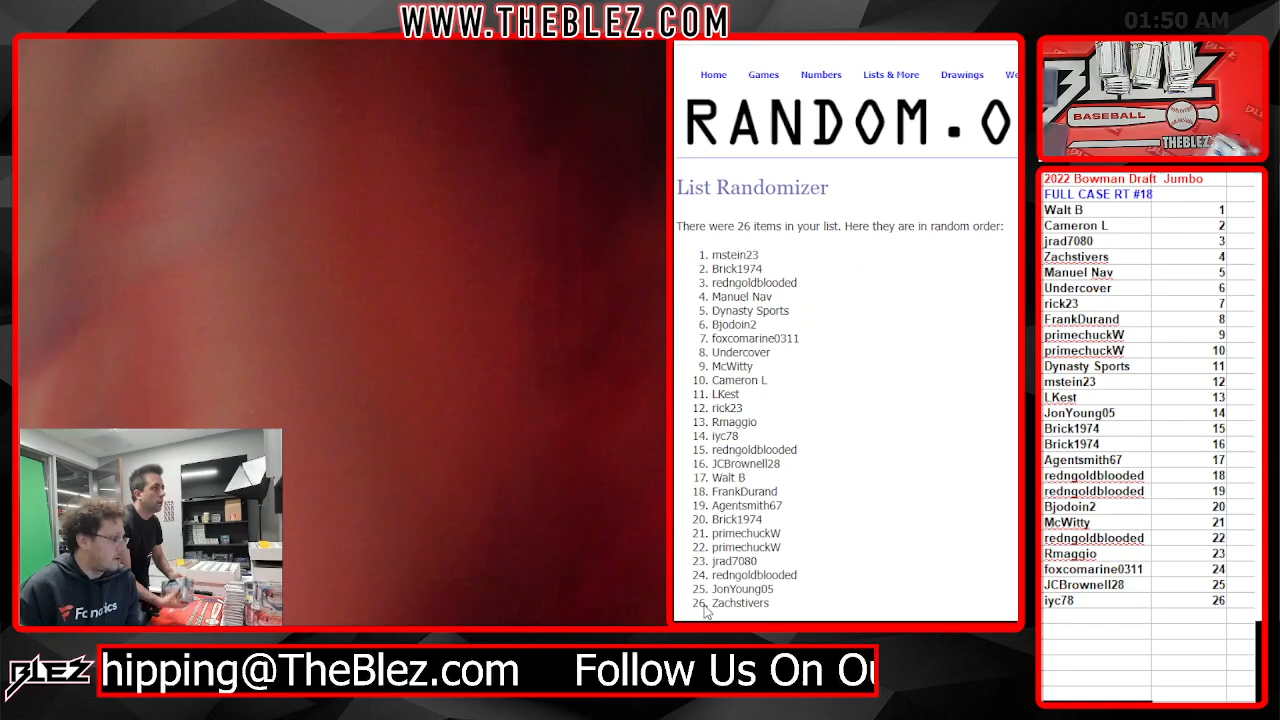 WWW.THEBLEZ.COM
01:50 AM
Home Games Numbers Lists & More Drawings
RANDOM.O
List Randomizer
There were 26 items in your list. Here they are in random order:
1. mstein23
2. Brick1974
3. redngoldblooded
4. Manuel Nav
5. Dynasty Sports
6. Bjodoin2
7. foxcomarine0311
8. Undercover
9. McWitty
10. Cameron L
11. LKest
12. rick23
13. Rmaggio
14. iyc78
15. redngoldblooded
16. JCBrownell28
17. Walt B
18. FrankDurand
19. Agentsmith67
20. Brick1974
21. primechuckW
22. primechuckW
23. jrad7080
24. redngoldblooded
25. JonYoung05
26. Zachstivers
BLEZ
BASEBALL
THEBLEZ
2022 Bowman Draft Jumbo
FULL CASE RT #18
Walt B 1
Cameron L 2
jrad7080 3
Zachstivers 4
Manuel Nav 5
Undercover 6
rick23 7
FrankDurand 8
primechuckW 9
primechuckW 10
Dynasty Sports 11
mstein23 12
LKest 13
JonYoung05 14
Brick1974 15
Brick1974 16
Agentsmith67 17
redngoldblooded 18
redngoldblooded 19
Bjodoin2 20
McWitty 21
redngoldblooded 22
Rmaggio 23
foxcomarine0311 24
JCBrownell28 25
iyc78 26
Fanatics
BLEZ
hipping@TheBlez.com Follow Us On Ou